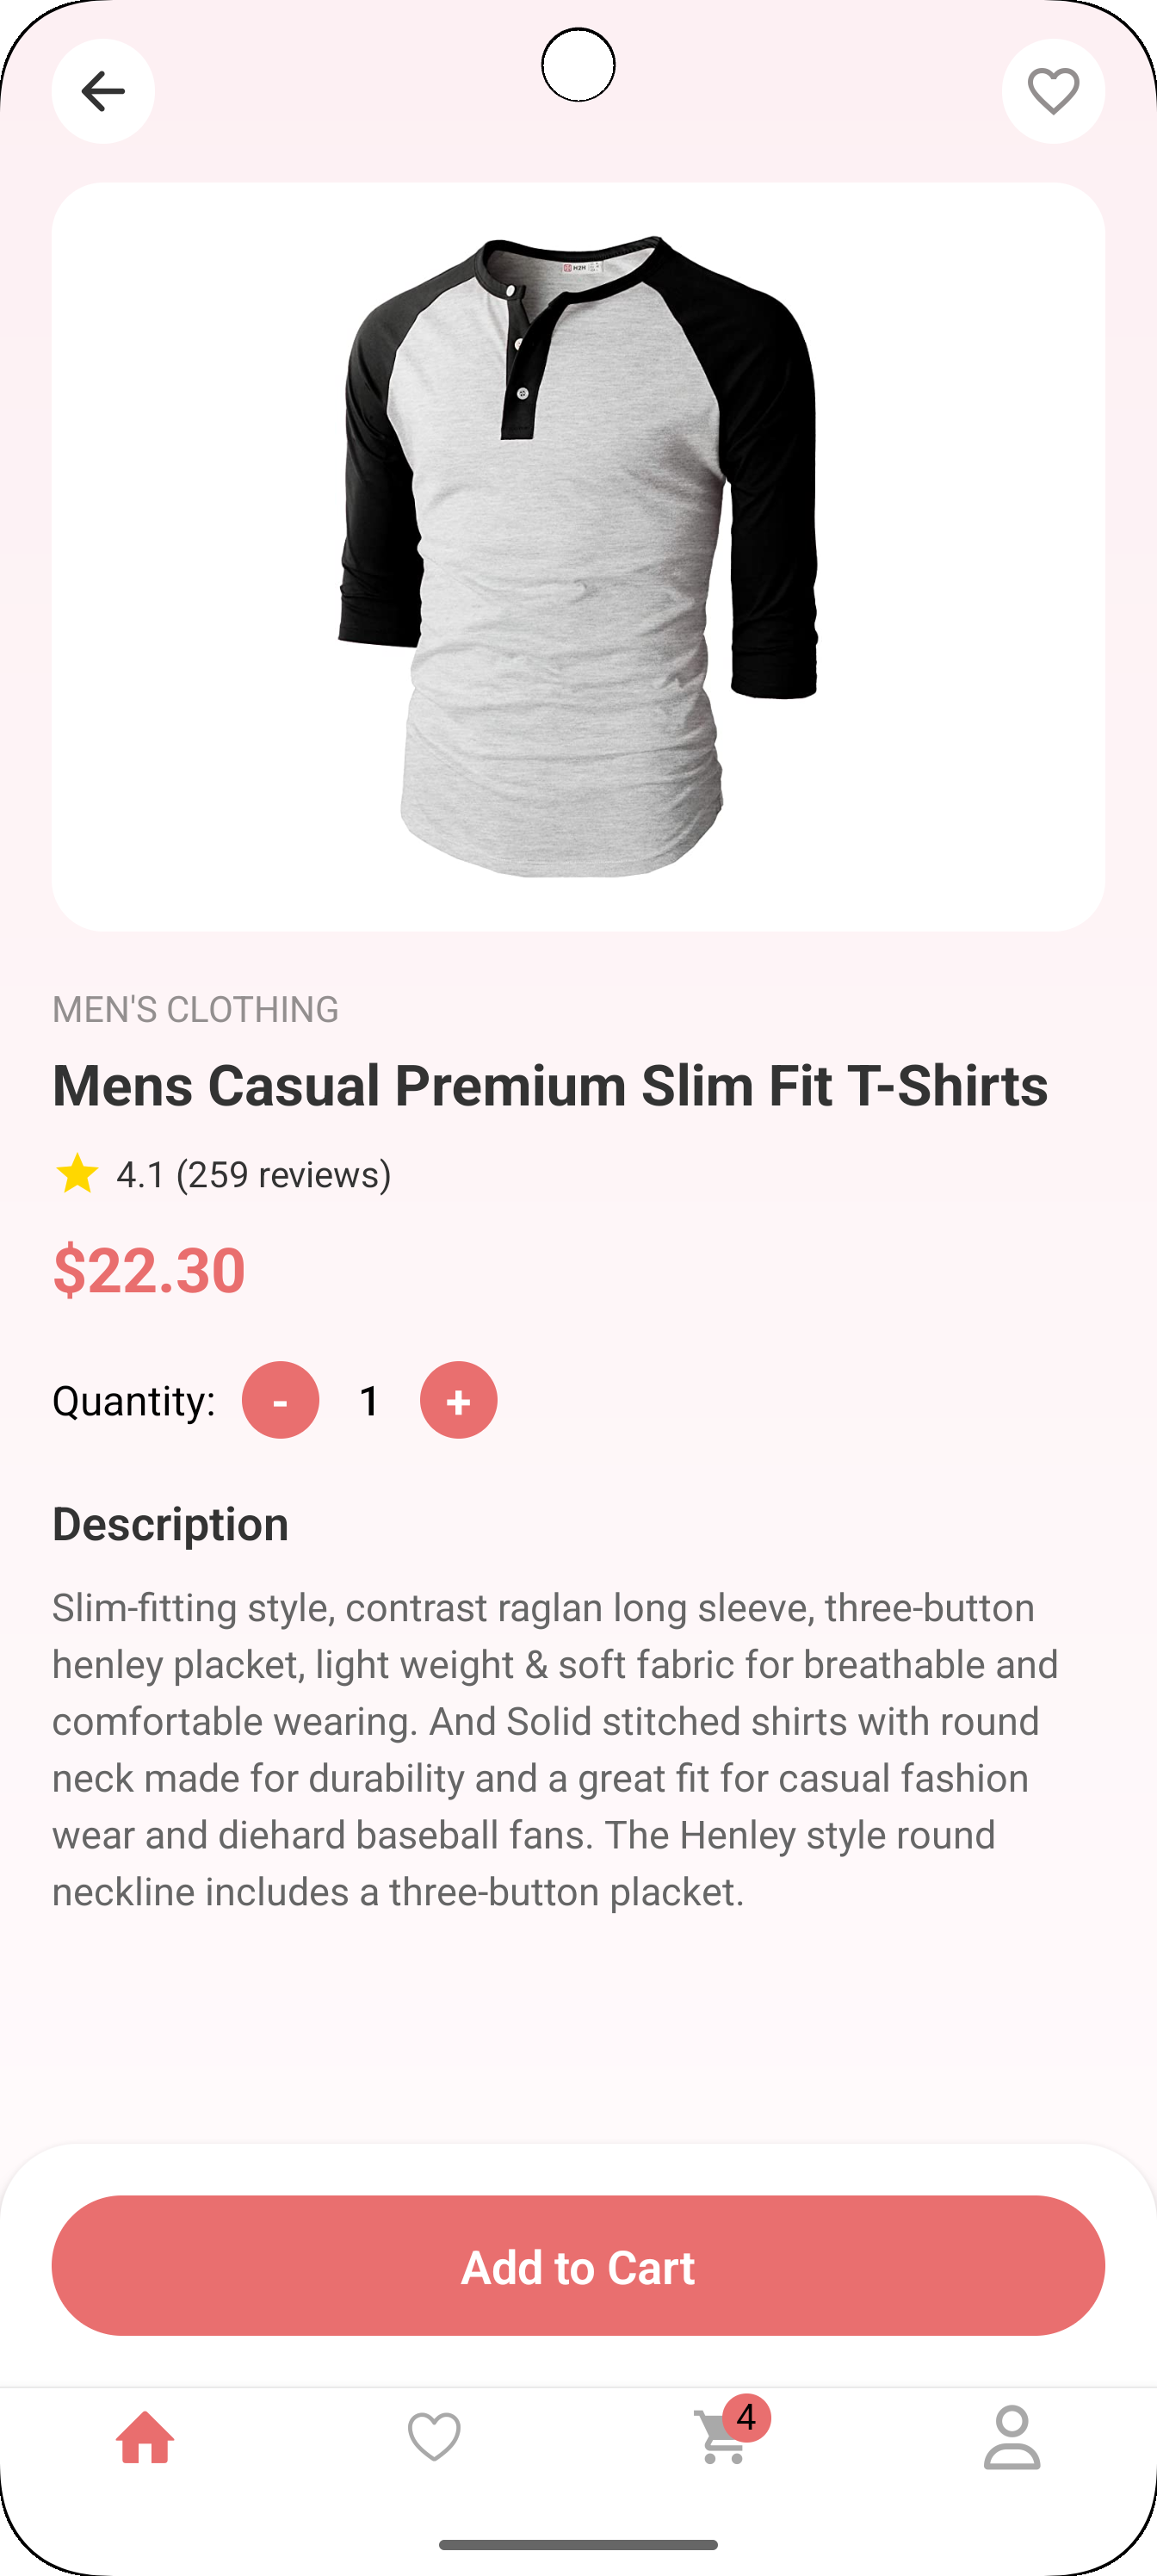 H2H
MEN'S CLOTHING
Mens Casual Premium Slim Fit T-Shirts
4.1 (259 reviews)
$22.30
Quantity: - 1 +
Description
Slim-fitting style, contrast raglan long sleeve, three-button
henley placket, light weight & soft fabric for breathable and
comfortable wearing. And Solid stitched shirts with round
neck made for durability and a great fit for casual fashion
wear and diehard baseball fans. The Henley style round
neckline includes a three-button placket.
Add to Cart
4